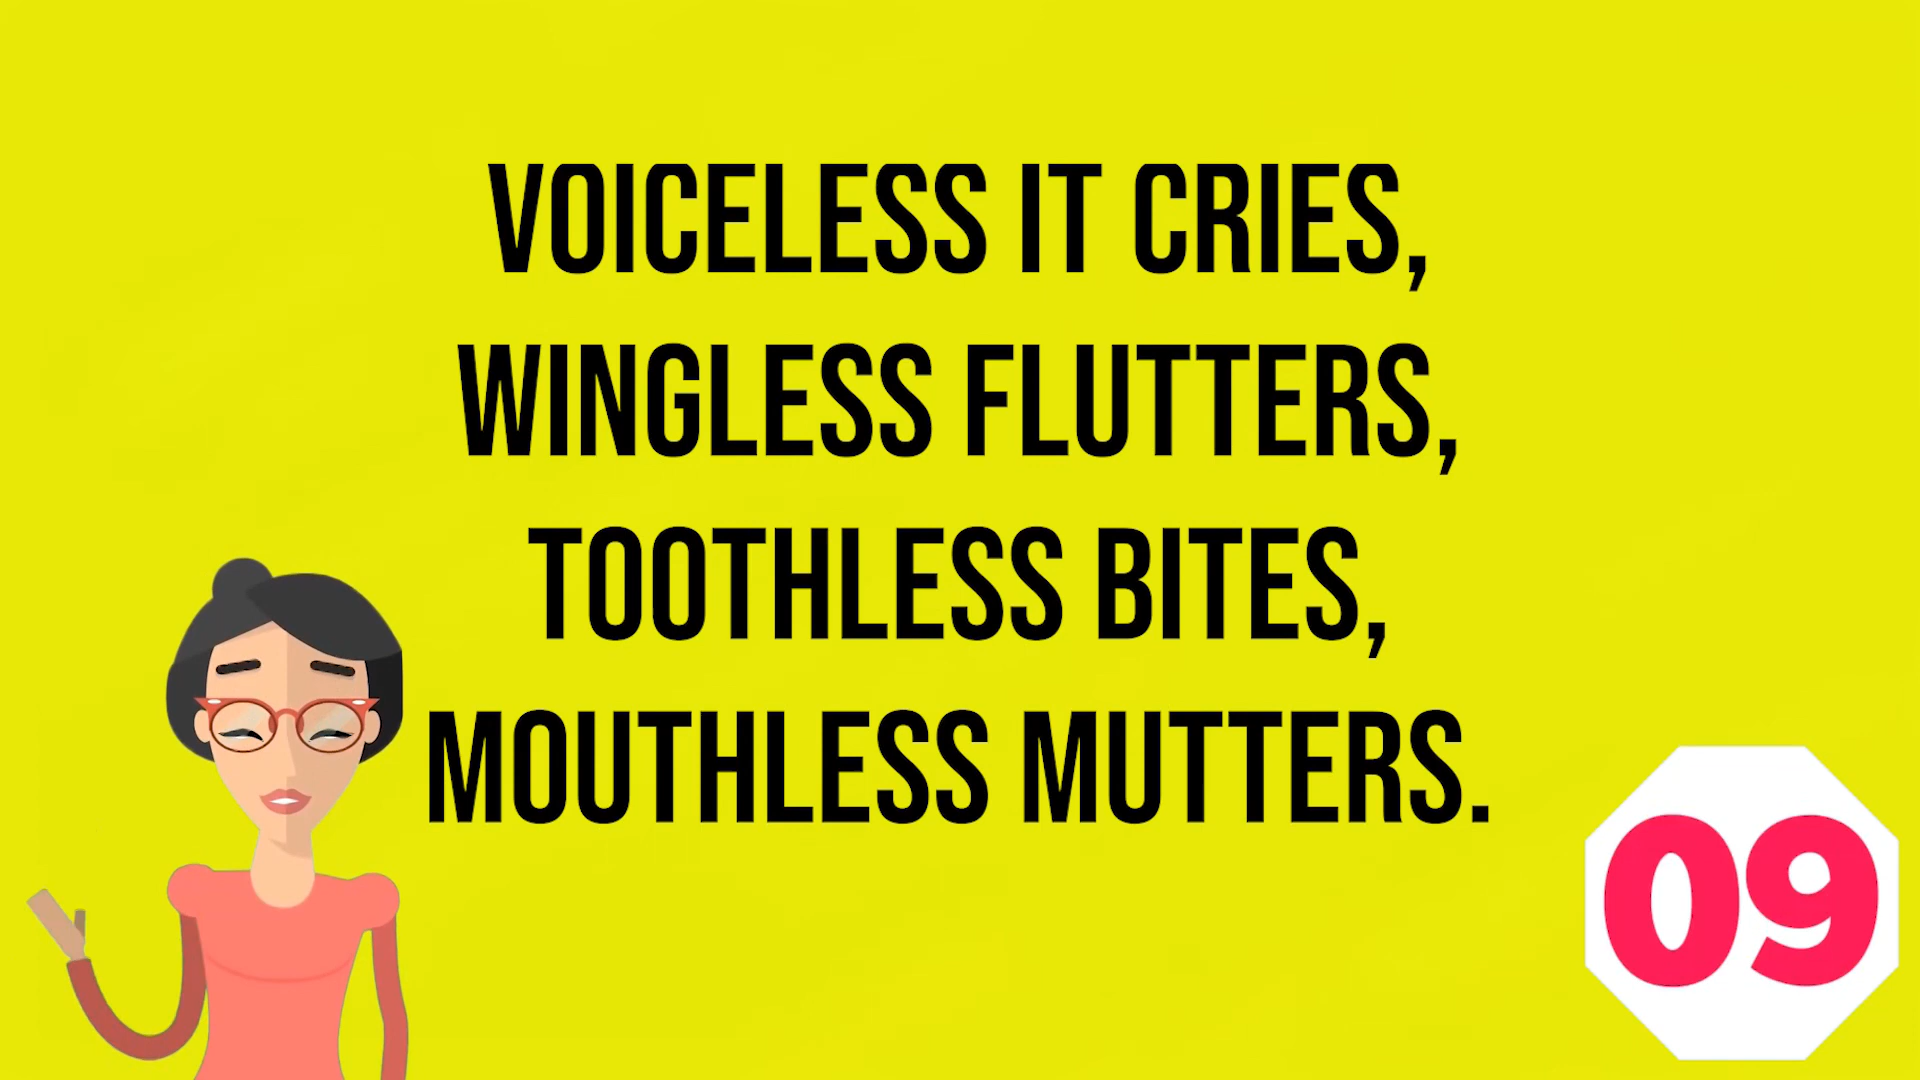 VOICELESS IT CRIES,
WINGLESS FLUTTERS,
TOOTHLESS BITES,
MOUTHLESS MUTTERS.
09